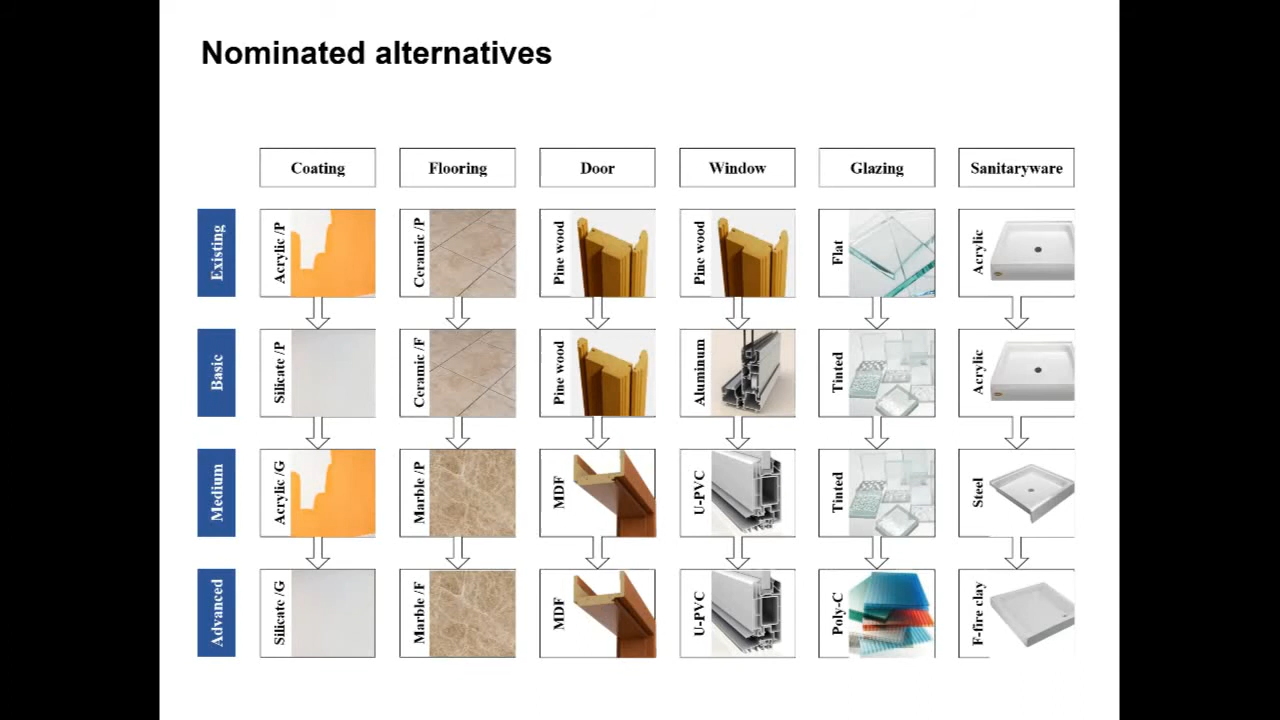 Nominated alternatives
Coating Flooring Door Window Glazing Sanitaryware
Existing Acrylic /P Ceramic /P Pine wood Pine wood Flat Acrylic
Basic Silicate /P Ceramic /F Pine wood Aluminum Tinted Acrylic
Medium Acrylic /G Marble /P MDF U-PVC Tinted Steel
Advanced Silicate /G Marble /F MDF U-PVC Poly-C F-fire clay